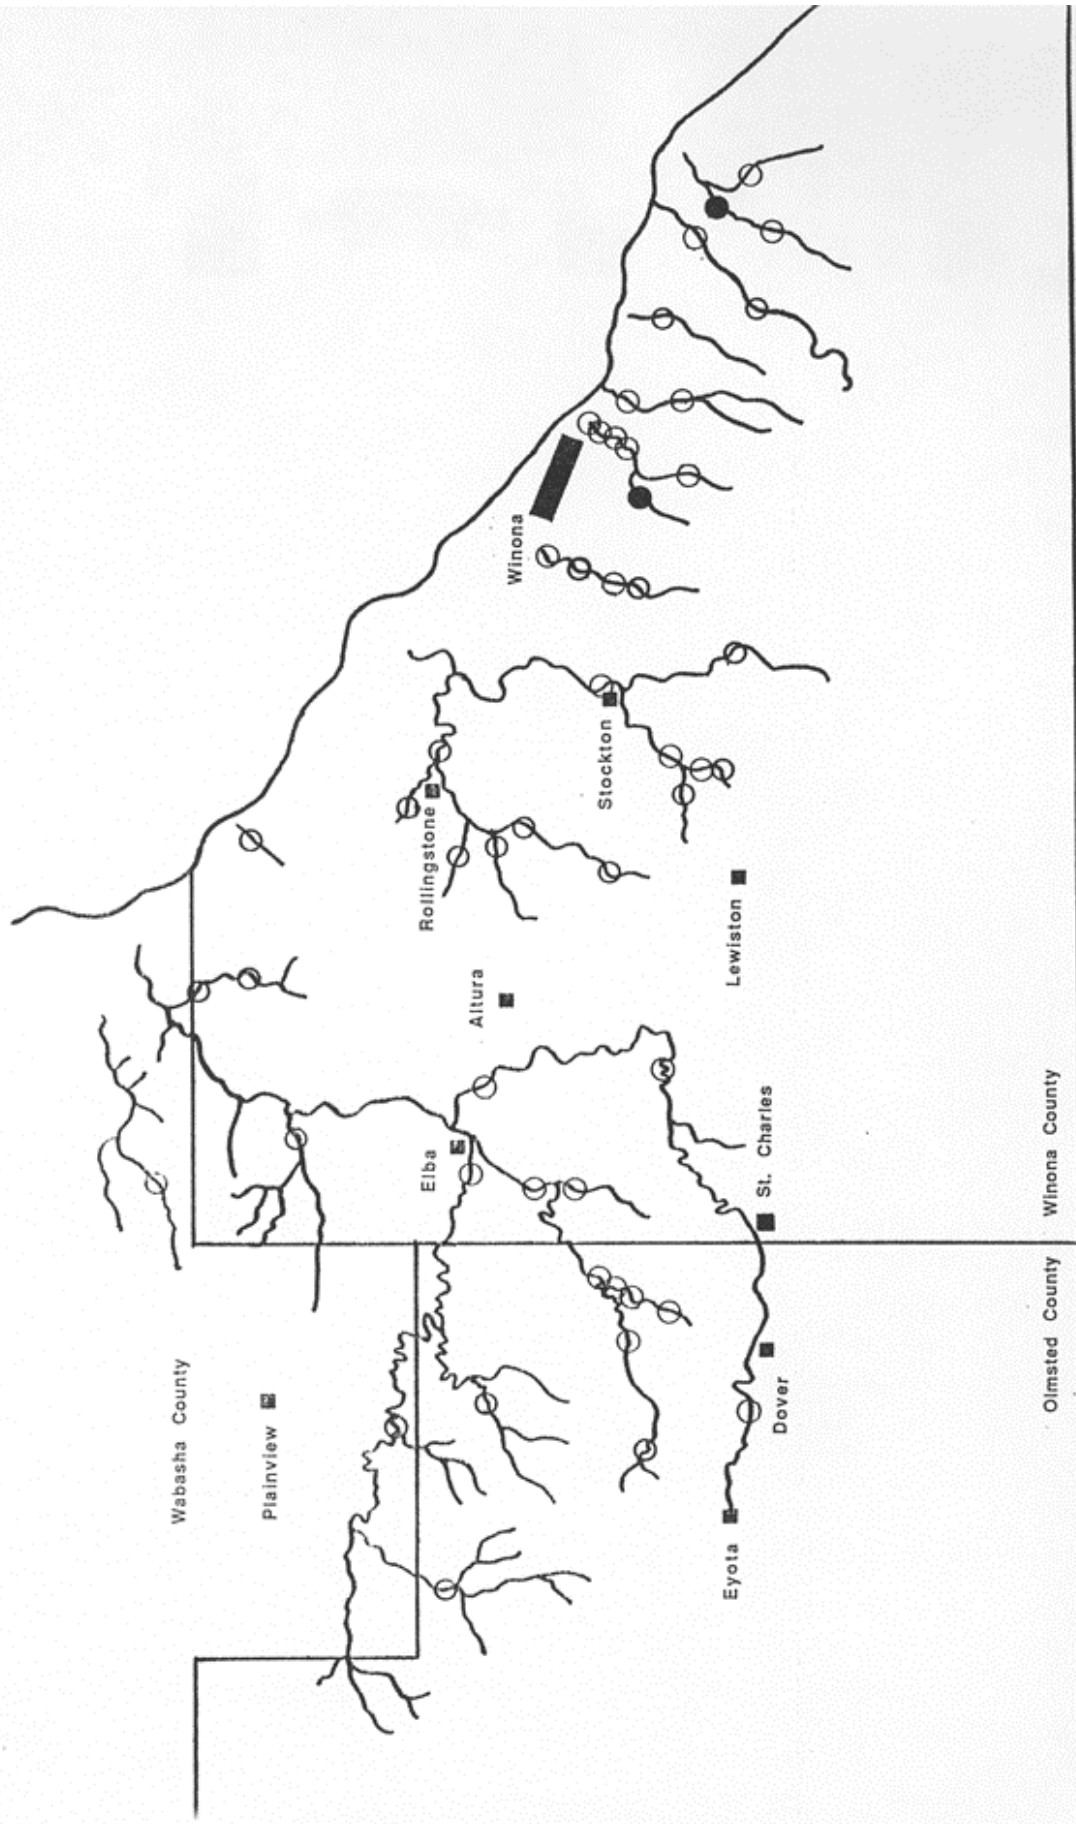 Wabasha County
Plainview
Elba
Altura
Rollingstone
Winona
Stockton
Lewiston
St. Charles
Dover
Eyota
Olmsted County
Winona County